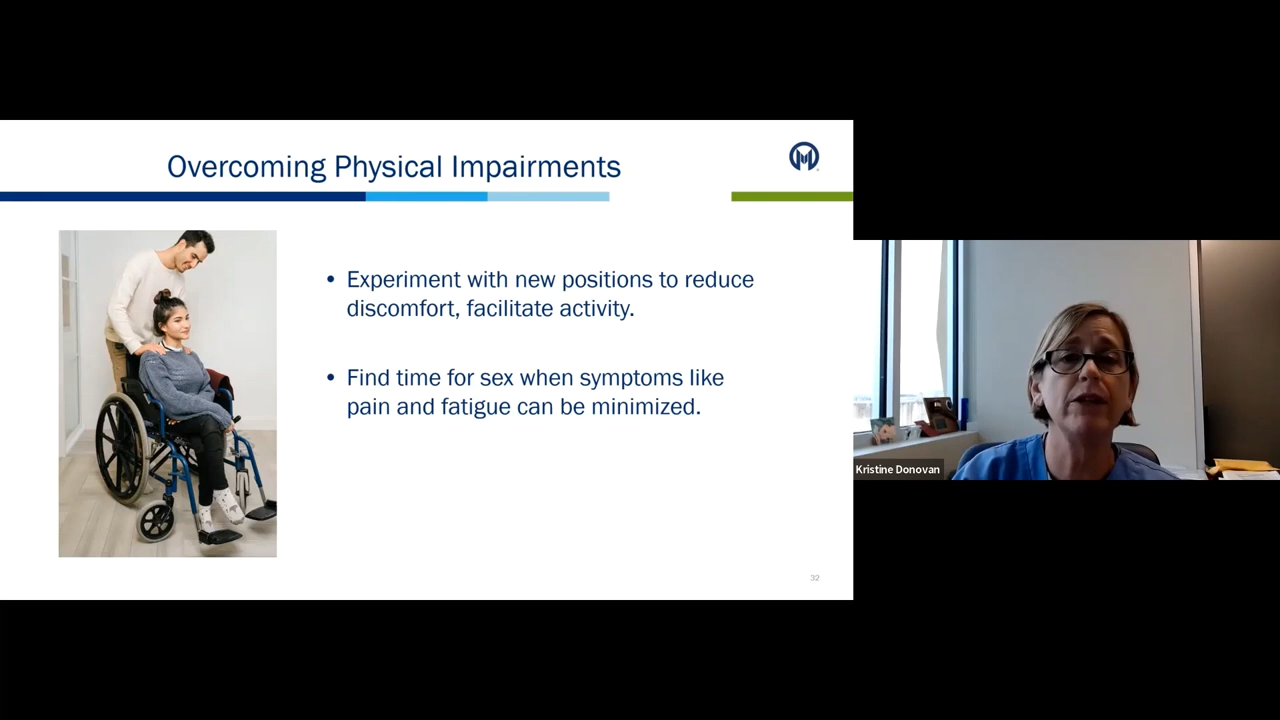 Overcoming Physical Impairments
• Experiment with new positions to reduce
discomfort, facilitate activity.
• Find time for sex when symptoms like
pain and fatigue can be minimized.
32
Kristine Donovan